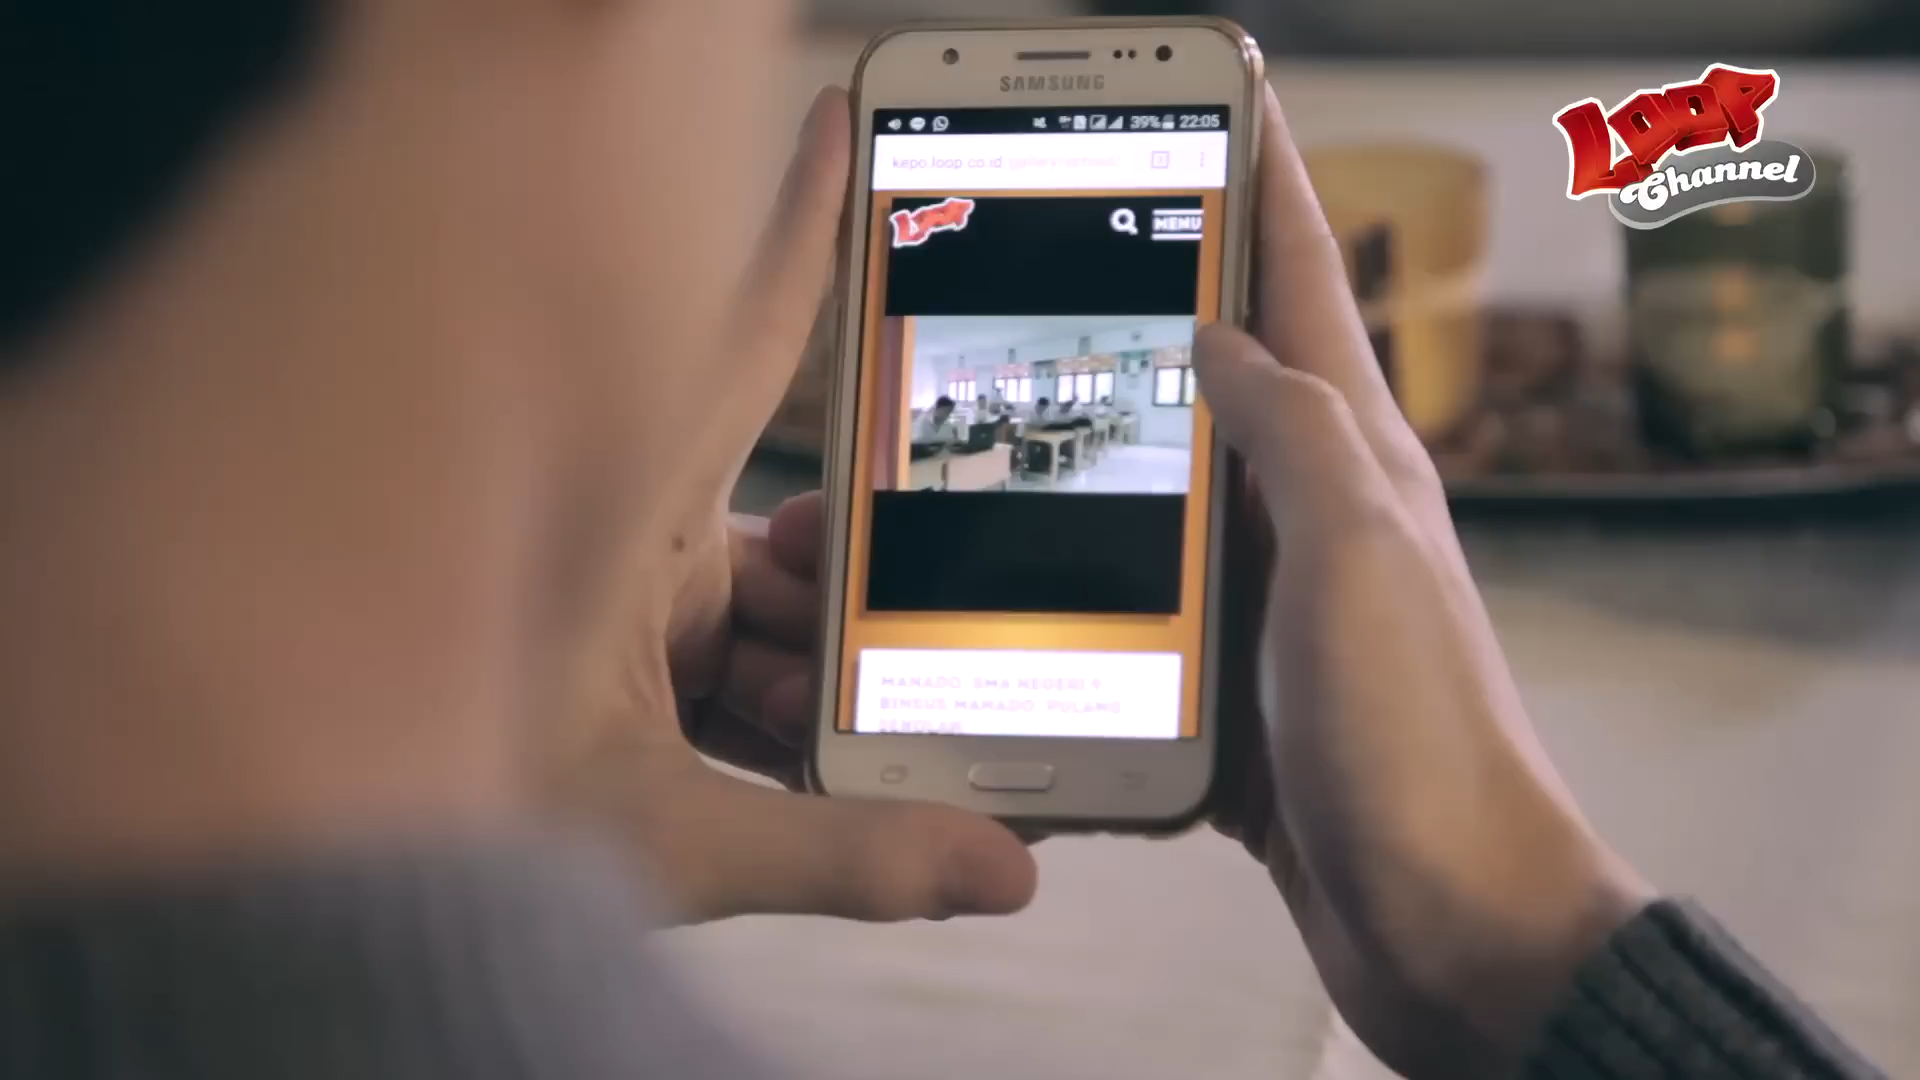 SAMSUNG
39% 22:05
kepo.loop.co.id
LOOP
MENU
MANADO: SMA NEGERI 9
BINSUS MANADO, PULANG
SEKOLAH
LOOP
Channel